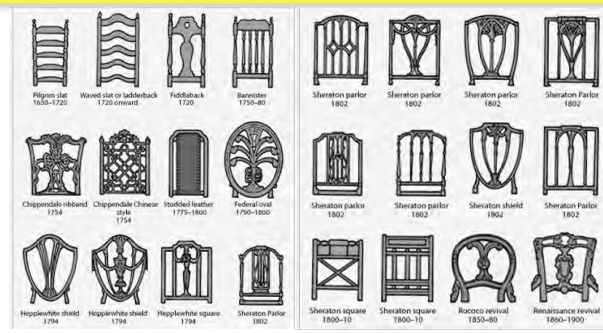 Pilgrim slat
1650–1720
Waved slat or ladderback
1720 onward
Fiddleback
1720
Bannister
1750–80
Chippendale ribband
1754
Chippendale Chinese
style
1754
Studded leather
1775–1800
Federal oval
1790–1800
Hepplewhite shield
1794
Hepplewhite shield
1794
Hepplewhite square
1794
Sheraton Parlor
1802
Sheraton parlor
1802
Sheraton parlor
1802
Sheraton parlor
1802
Sheraton parlor
1802
Sheraton parlor
1802
Sheraton parlor
1802
Sheraton shield
1802
Sheraton Parlor
1802
Sheraton square
1800–10
Sheraton square
1800–10
Rococo revival
1850–80
Renaissance revival
1860–1900